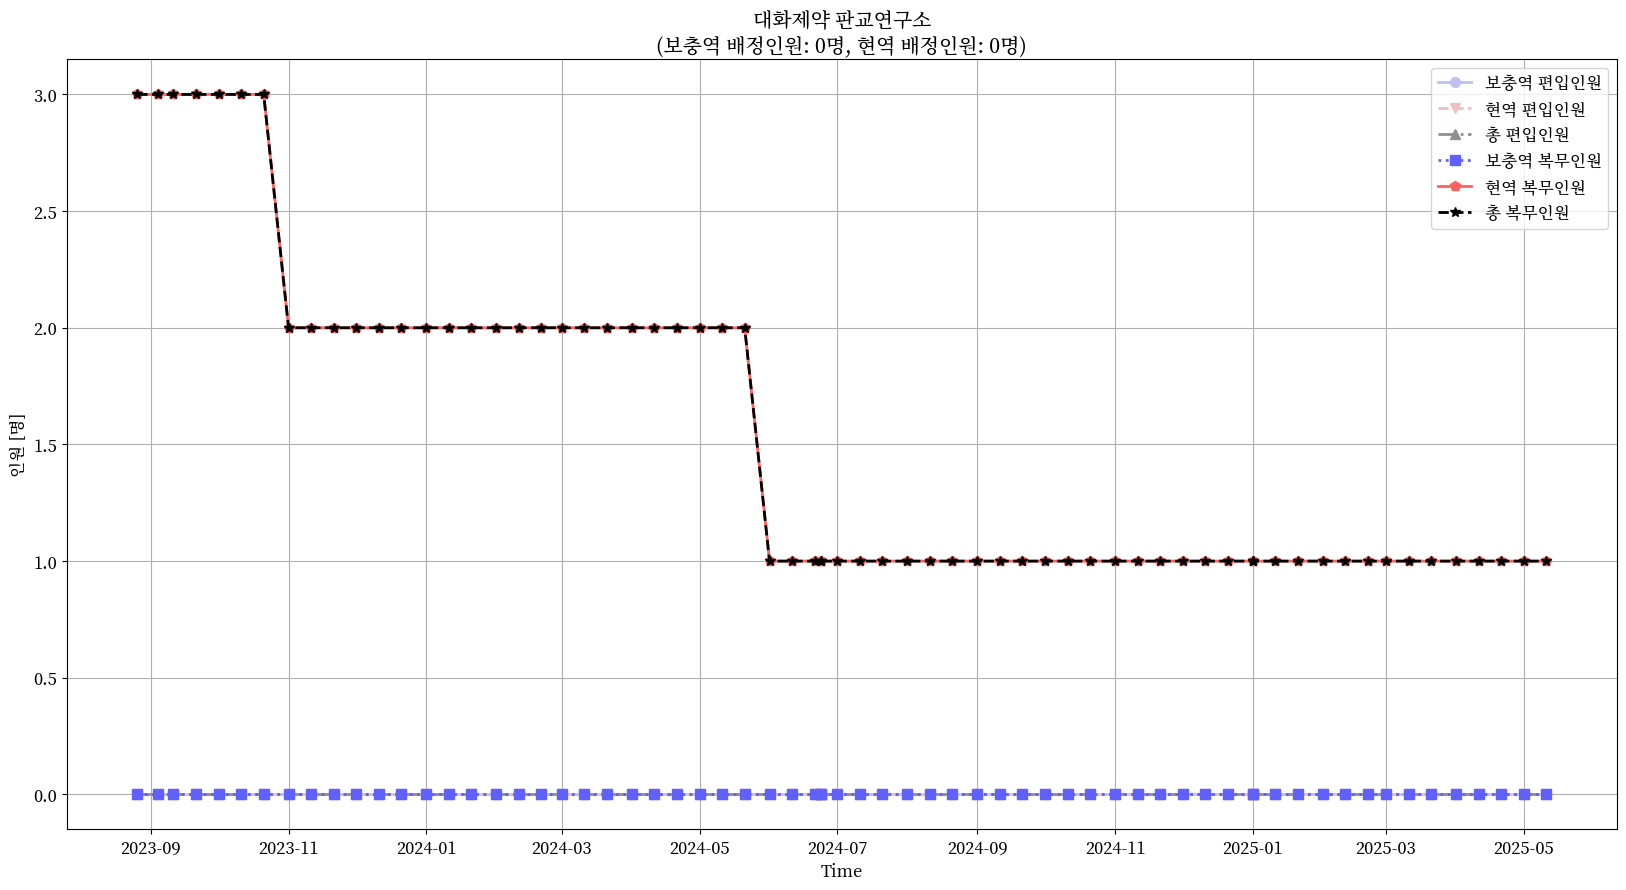 대화제약 판교연구소
(보충역 배정인원: 0명, 현역 배정인원: 0명)
보충역 편입인원
현역 편입인원
총 편입인원
보충역 복무인원
현역 복무인원
총 복무인원
인원 [명]
3.0
2.5
2.0
1.5
1.0
0.5
0.0
2023-09
2023-11
2024-01
2024-03
2024-05
2024-07
2024-09
2024-11
2025-01
2025-03
2025-05
Time